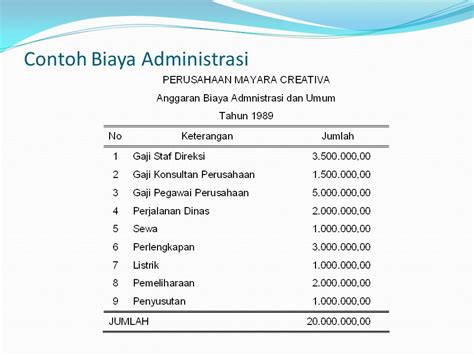 Contoh Biaya Administrasi
PERUSAHAAN MAYARA CREATIVA
Anggaran Biaya Admnistrasi dan Umum
Tahun 1989
No Keterangan Jumlah
1 Gaji Staf Direksi 3.500.000,00
2 Gaji Konsultan Perusahaan 1.500.000,00
3 Gaji Pegawai Perusahaan 5.000.000,00
4 Perjalanan Dinas 2.000.000,00
5 Sewa 1.000.000,00
6 Perlengkapan 3.000.000,00
7 Listrik 1.000.000,00
8 Pemeliharaan 2.000.000,00
9 Penyusutan 1.000.000,00
JUMLAH 20.000.000,00